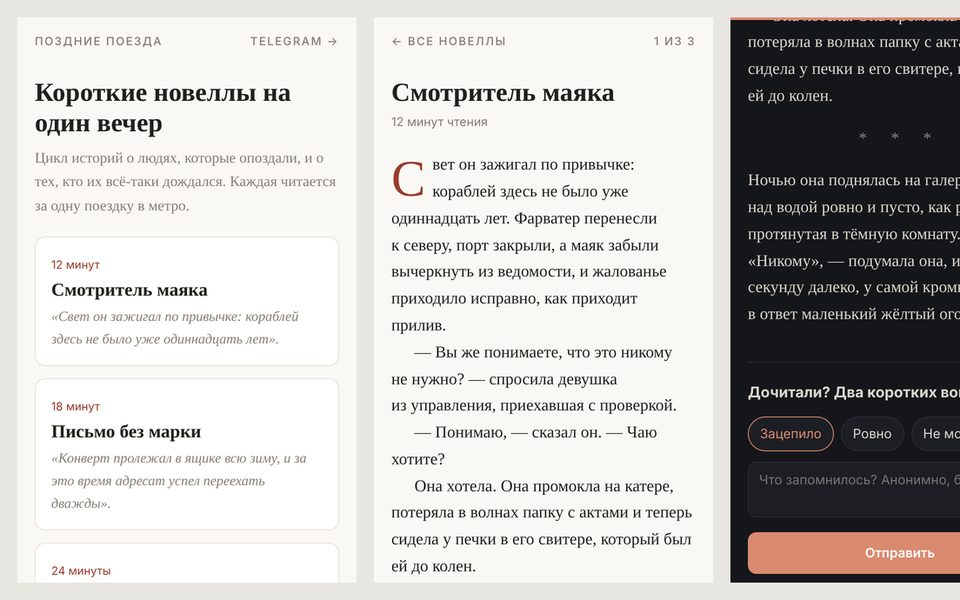 ПОЗДНИЕ ПОЕЗДА
TELEGRAM →
Короткие новеллы на
один вечер
Цикл историй о людях, которые опоздали, и о
тех, кто их всё-таки дождался. Каждая читается
за одну поездку в метро.
12 минут
Смотритель маяка
«Свет он зажигал по привычке: кораблей
здесь не было уже одиннадцать лет».
18 минут
Письмо без марки
«Конверт пролежал в ящике всю зиму, и за
это время адресат успел переехать
дважды».
24 минуты
← ВСЕ НОВЕЛЛЫ
1 ИЗ 3
Смотритель маяка
12 минут чтения
Свет он зажигал по привычке:
кораблей здесь не было уже
одиннадцать лет. Фарватер перенесли
к северу, порт закрыли, а маяк забыли
вычеркнуть из ведомости, и жалованье
приходило исправно, как приходит
прилив.
— Вы же понимаете, что это никому
не нужно? — спросила девушка
из управления, приехавшая с проверкой.
— Понимаю, — сказал он. — Чаю
хотите?
Она хотела. Она промокла на катере,
потеряла в волнах папку с актами и теперь
сидела у печки в его свитере, который был
ей до колен.
потеряла в волнах папку с акта
сидела у печки в его свитере,
ей до колен.
* * *
Ночью она поднялась на галер
над водой ровно и пусто, как
протянутая в тёмную комнату.
«Никому», — подумала она, и
секунду далеко, у самой кром
в ответ маленький жёлтый ого
Дочитали? Два коротких во
Зацепило
Ровно
Не мо
Что запомнилось? Анонимно, б
Отправить